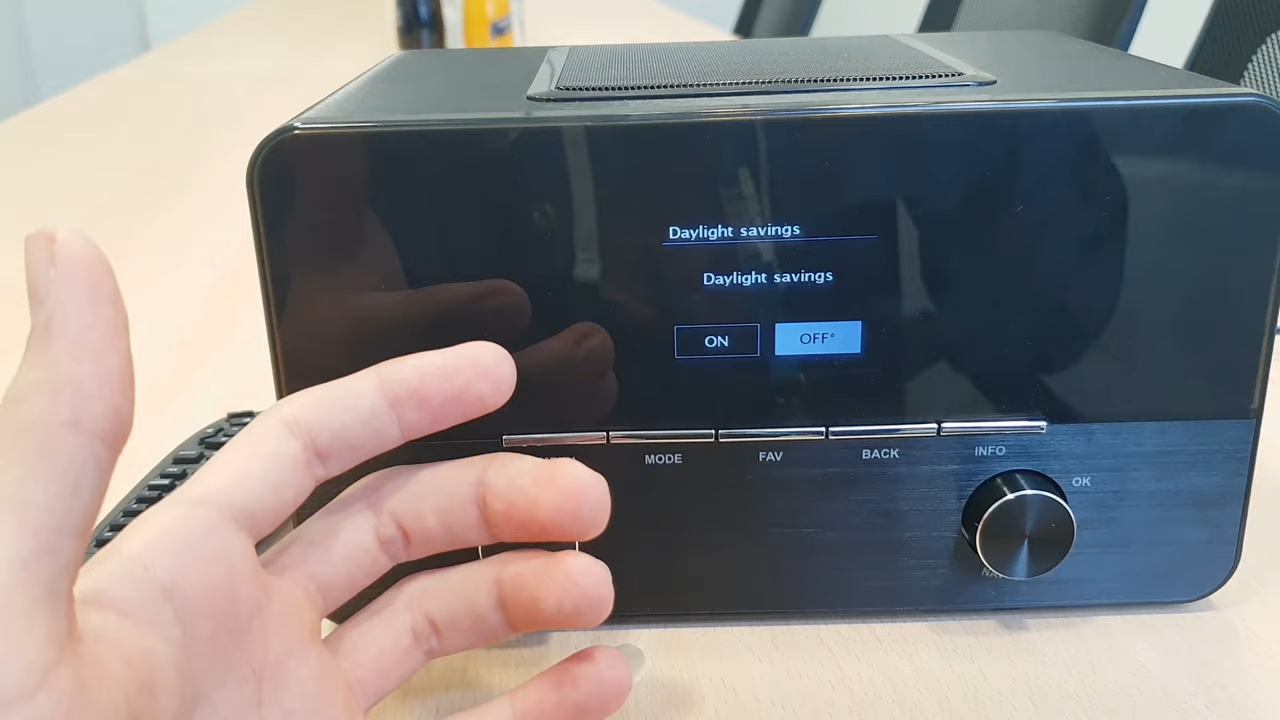 Daylight savings
Daylight savings
ON OFF*
MODE FAV BACK INFO
OK